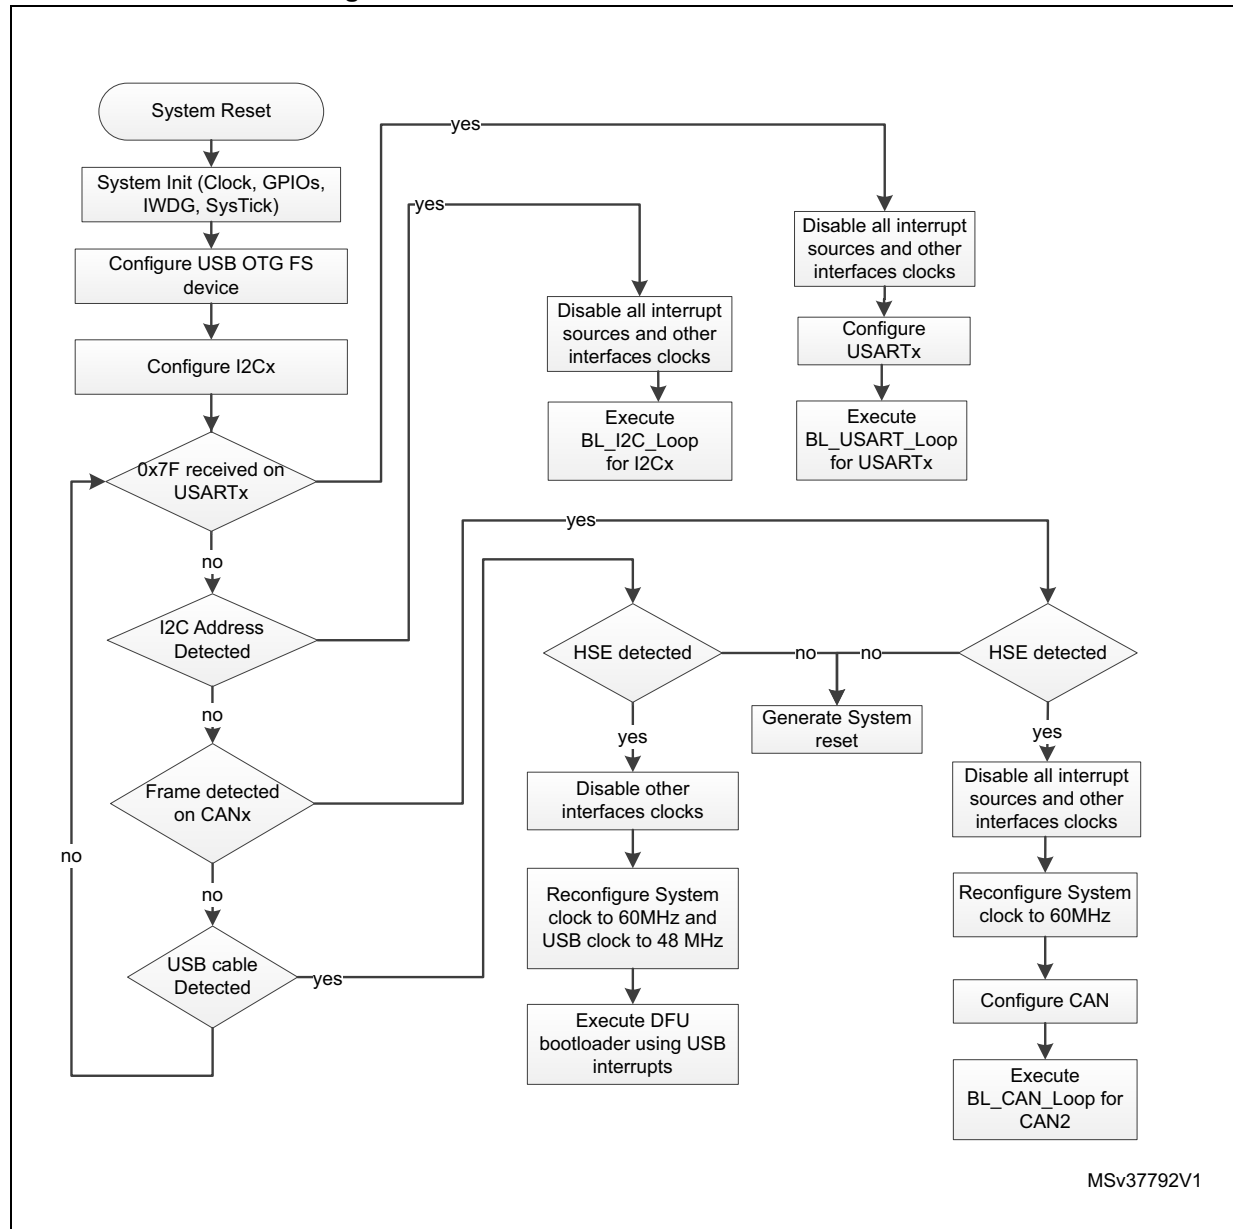 System Reset
System Init (Clock, GPIOs,
IWDG, SysTick)
Configure USB OTG FS
device
Configure I2Cx
0x7F received on
USARTx
no
I2C Address
Detected
no
Frame detected
on CANx
no
no
USB cable
Detected
yes
yes
Disable all interrupt
sources and other
interfaces clocks
Execute
BL_I2C_Loop
for I2Cx
yes
Disable all interrupt
sources and other
interfaces clocks
Configure
USARTx
Execute
BL_USART_Loop
for USARTx
yes
HSE detected
no
no
HSE detected
Generate System
reset
yes
Disable other
interfaces clocks
Reconfigure System
clock to 60MHz and
USB clock to 48 MHz
Execute DFU
bootloader using USB
interrupts
yes
Disable all interrupt
sources and other
interfaces clocks
Reconfigure System
clock to 60MHz
Configure CAN
Execute
BL_CAN_Loop for
CAN2
MSv37792V1